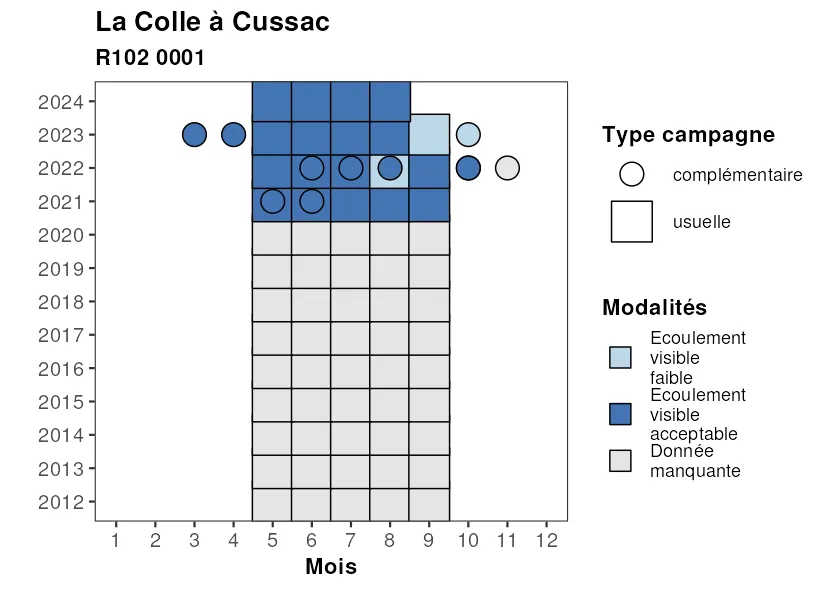 La Colle à Cussac
R102 0001
2024
2023
2022
2021
2020
2019
2018
2017
2016
2015
2014
2013
2012
1 2 3 4 5 6 7 8 9 10 11 12
Mois
Type campagne
complémentaire
usuelle
Modalités
Ecoulement
visible
faible
Ecoulement
visible
acceptable
Donnée
manquante